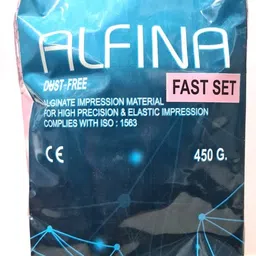 ALFINA
DUST-FREE
FAST SET
ALGINATE IMPRESSION MATERIAL
FOR HIGH PRECISION & ELASTIC IMPRESSION
COMPLIES WITH ISO : 1563
CE
450 G.